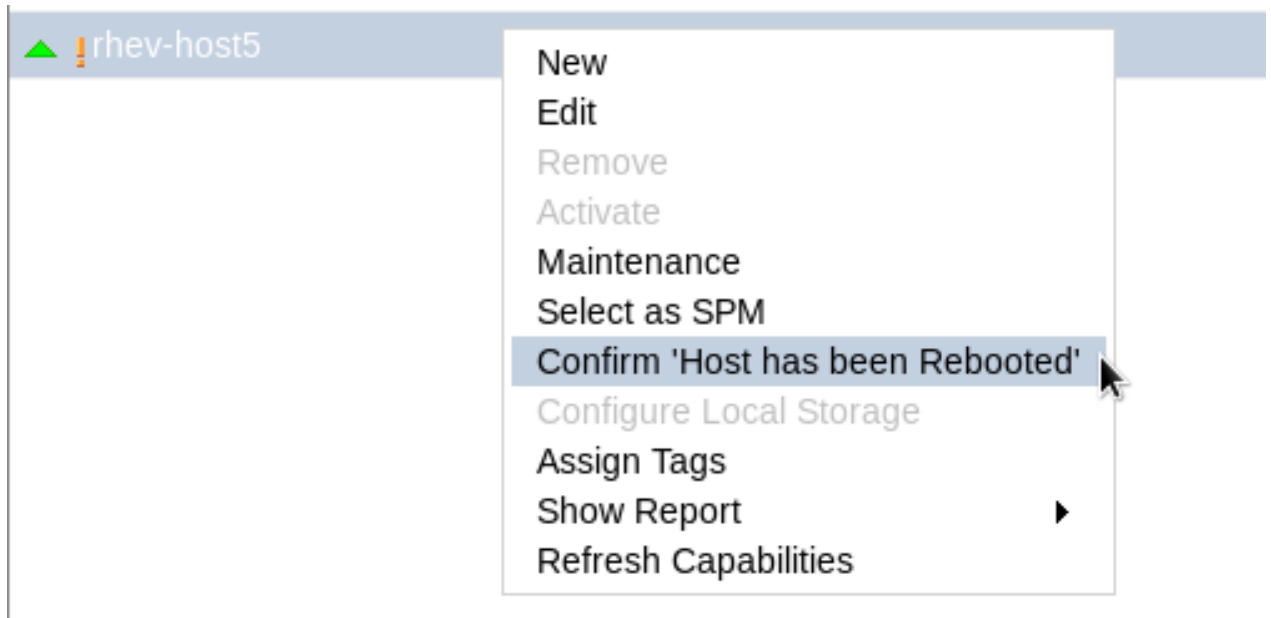 rhev-host5
New
Edit
Remove
Activate
Maintenance
Select as SPM
Confirm 'Host has been Rebooted'
Configure Local Storage
Assign Tags
Show Report
Refresh Capabilities